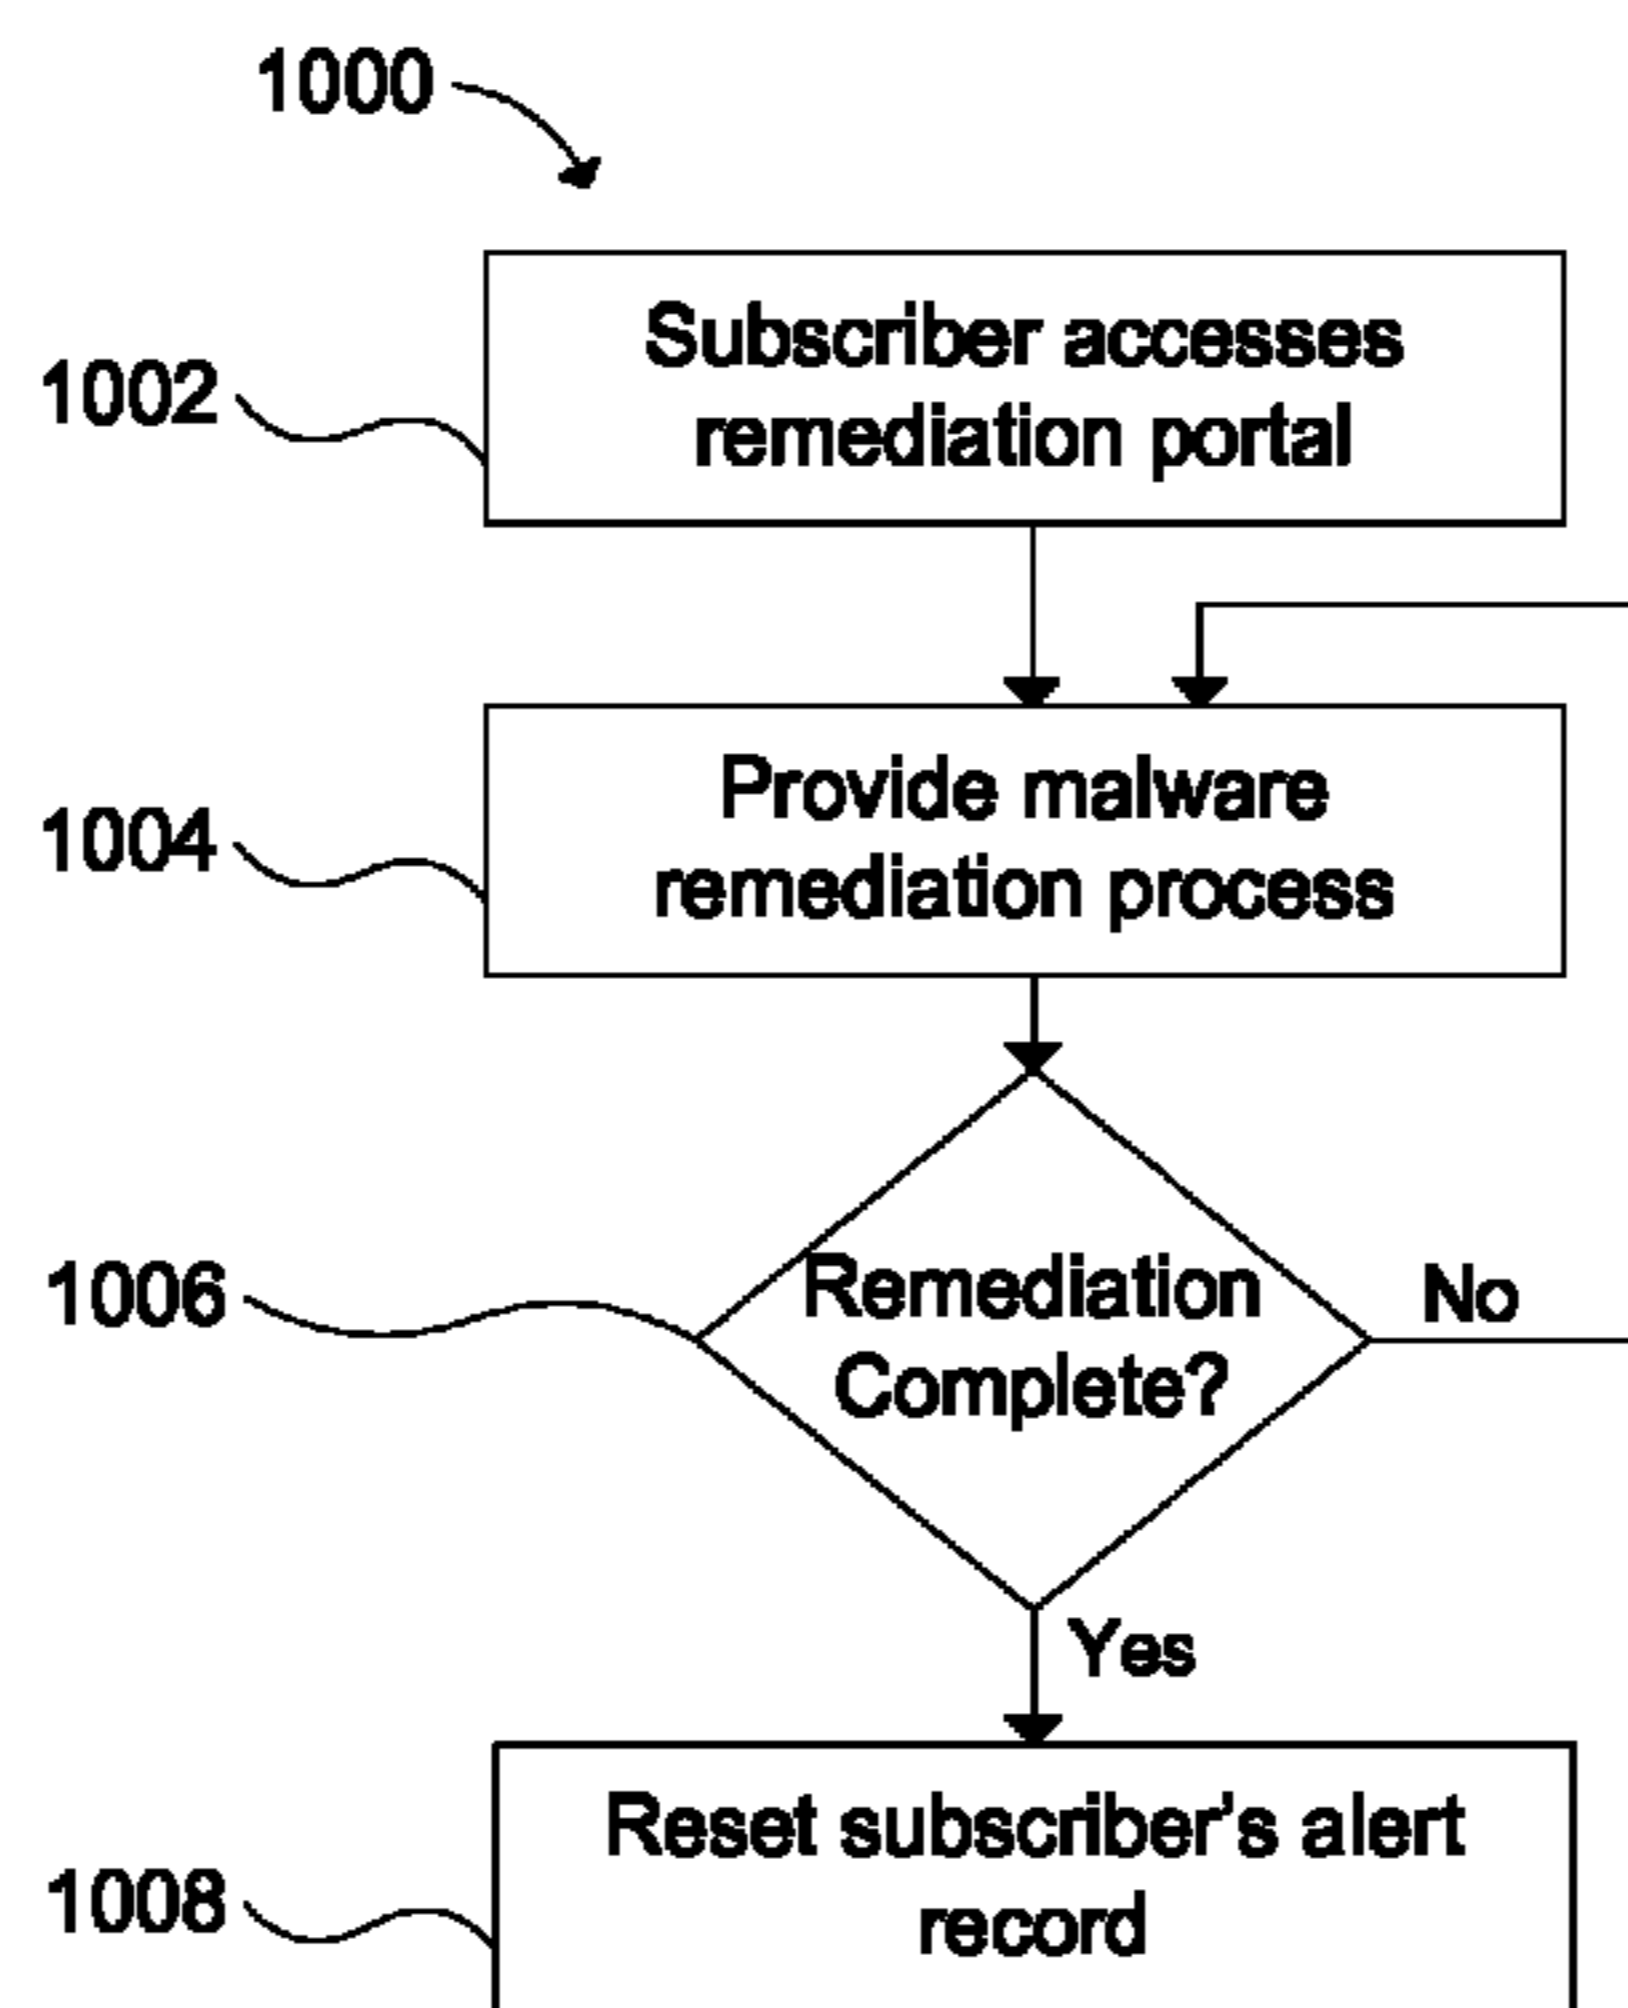 1000
Subscriber accesses
remediation portal
1002
Provide malware
remediation process
1004
Remediation
Complete?
1006
No
Yes
Reset subscriber's alert
record
1008